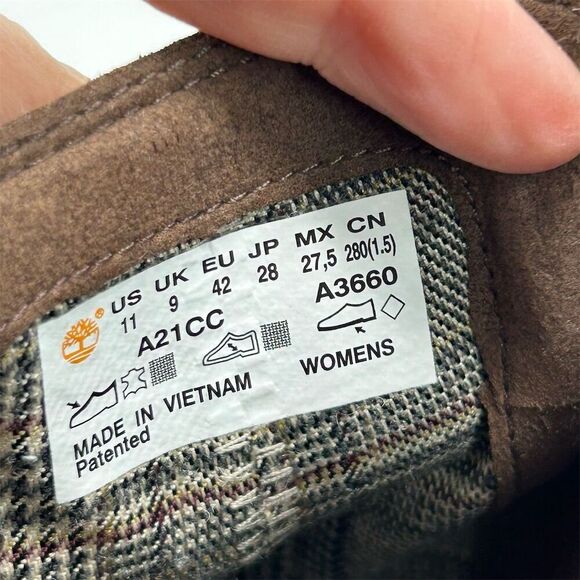 US UK EU JP MX CN
11 9 42 28 27,5 280(1.5)
A21CC A3660
WOMENS
MADE IN VIETNAM
Patented
®